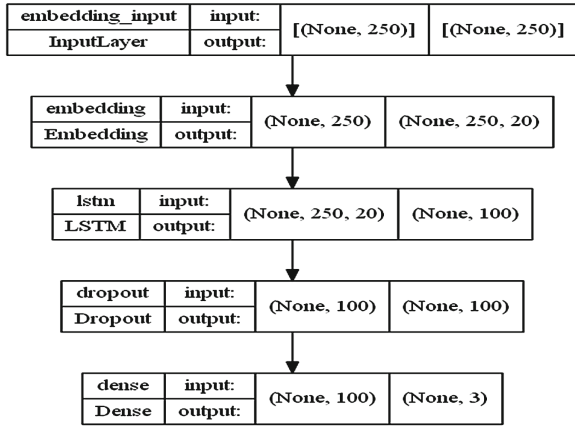 embedding_input input: [(None, 250)] [(None, 250)]
InputLayer output:
embedding input: (None, 250) (None, 250, 20)
Embedding output:
lstm input: (None, 250, 20) (None, 100)
LSTM output:
dropout input: (None, 100) (None, 100)
Dropout output:
dense input: (None, 100) (None, 3)
Dense output: